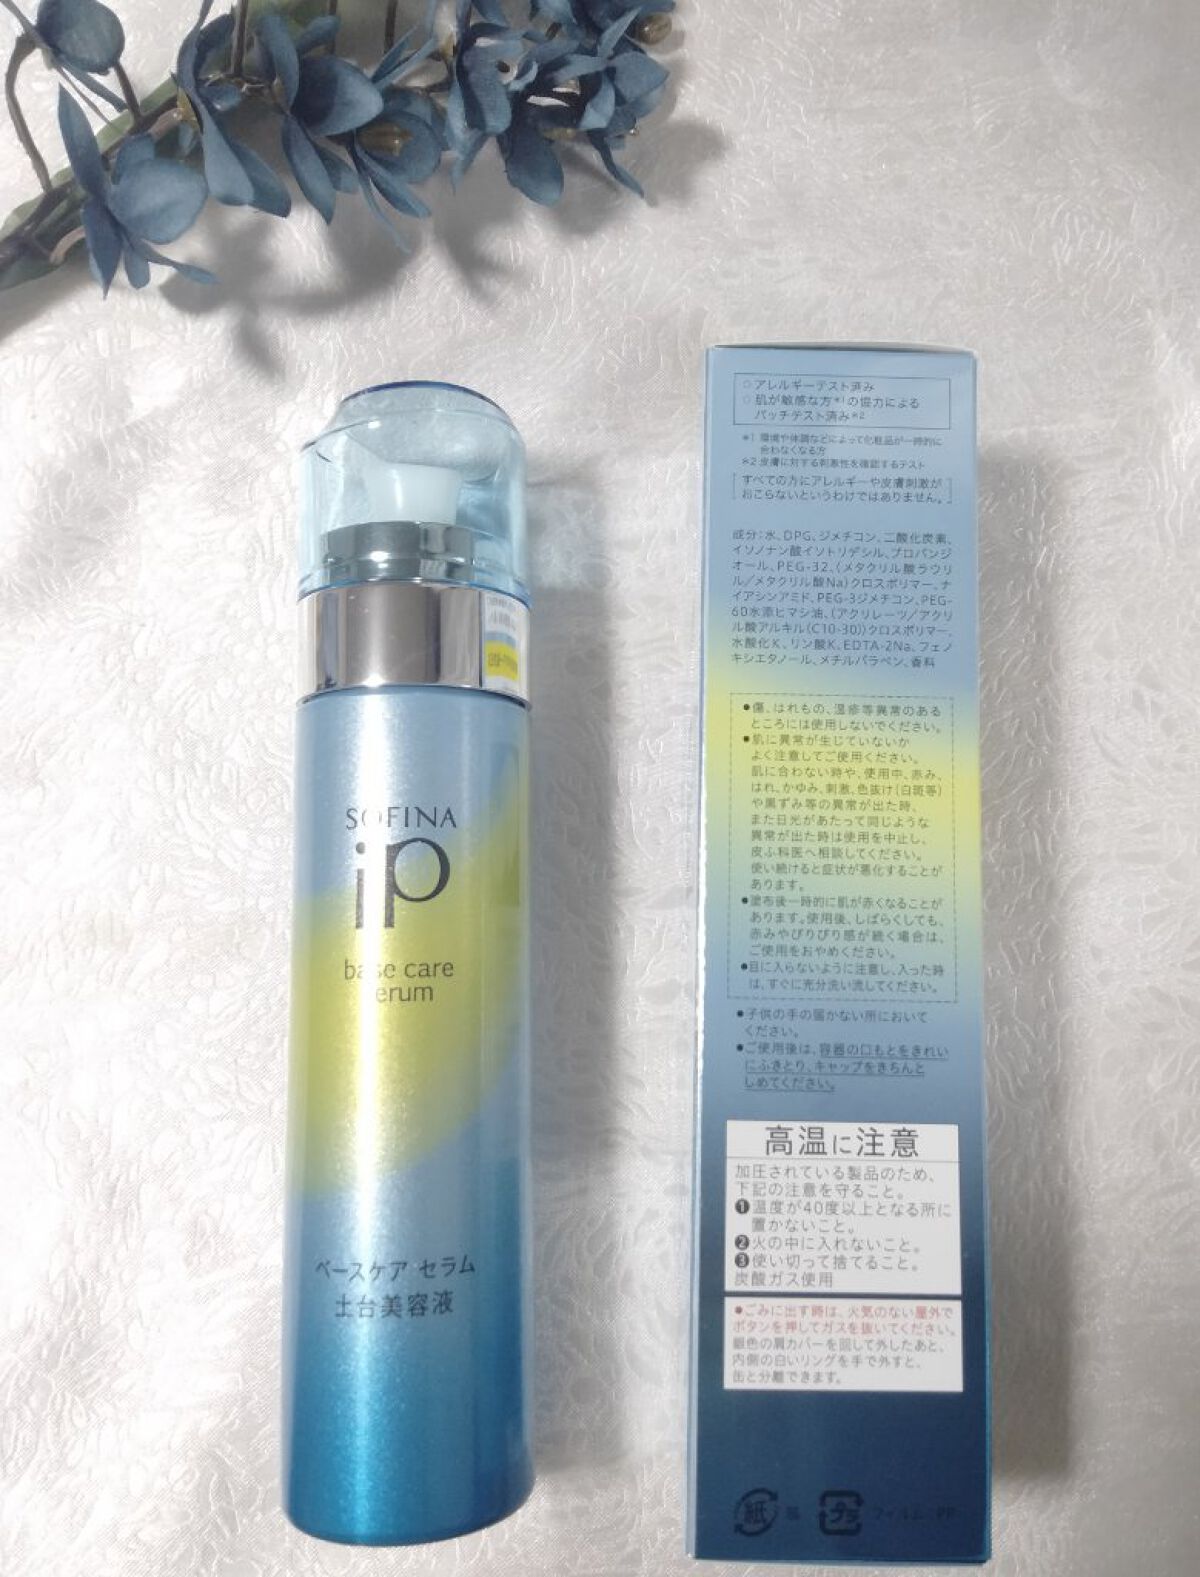 SOFINA
iP
base care
serum
ベースケア セラム
土台美容液
○ アレルギーテスト済み
○ 肌が敏感な方*1の協力による
パッチテスト済み※2
*1 環境や体調などによって化粧品が一時的に
合わなくなる方
※2 皮膚に対する刺激性を確認するテスト
すべての方にアレルギーや皮膚刺激が
おこらないというわけではありません。
成分:水、DPG、ジメチコン、二酸化炭素、
イソノナン酸イソトリデシル、プロパンジ
オール、PEG-32、(メタクリル酸ラウリ
ル/メタクリル酸Na)クロスポリマー、ナ
イアシンアミド、PEG-3ジメチコン、PEG-
60水添ヒマシ油、(アクリレーツ/アクリ
ル酸アルキル(C10-30))クロスポリマー、
水酸化K、リン酸K、EDTA-2Na、フェノ
キシエタノール、メチルパラベン、香料
●傷、はれもの、湿疹等異常のある
ところには使用しないでください。
●肌に異常が生じていないか
よく注意してご使用ください。
肌に合わない時や、使用中、赤み、
はれ、かゆみ、刺激、色抜け(白斑等)
や黒ずみ等の異常が出た時、
また日光があたって同じような
異常が出た時は使用を中止し、
皮ふ科医へ相談してください。
使い続けると症状が悪化することが
あります。
●塗布後一時的に肌が赤くなることが
あります。使用後、しばらくしても、
赤みやぴりぴり感が続く場合は、
ご使用をおやめください。
●目に入らないように注意し、入った時
は、すぐに充分洗い流してください。
●子供の手の届かない所において
ください。
●ご使用後は、容器の口もとをきれい
にふきとり、キャップをきちんと
しめてください。
高温に注意
加圧されている製品のため、
下記の注意を守ること。
❶温度が40度以上となる所に
置かないこと。
❷火の中に入れないこと。
❸使い切って捨てること。
炭酸ガス使用
●ごみに出す時は、火気のない屋外で
ボタンを押してガスを抜いてください。
銀色の肩カバーを回して外したあと、
内側の白いリングを手で外すと、
缶と分離できます。
紙 箱 プラ フィルム:PP